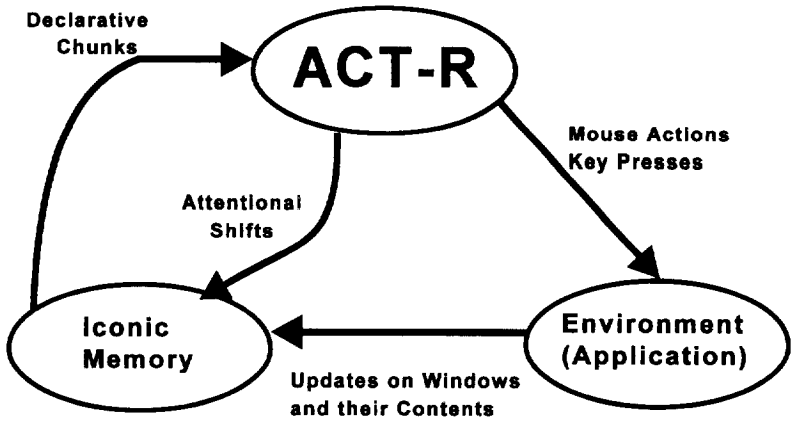 Declarative
Chunks
ACT-R
Mouse Actions
Key Presses
Attentional
Shifts
Iconic
Memory
Environment
(Application)
Updates on Windows
and their Contents